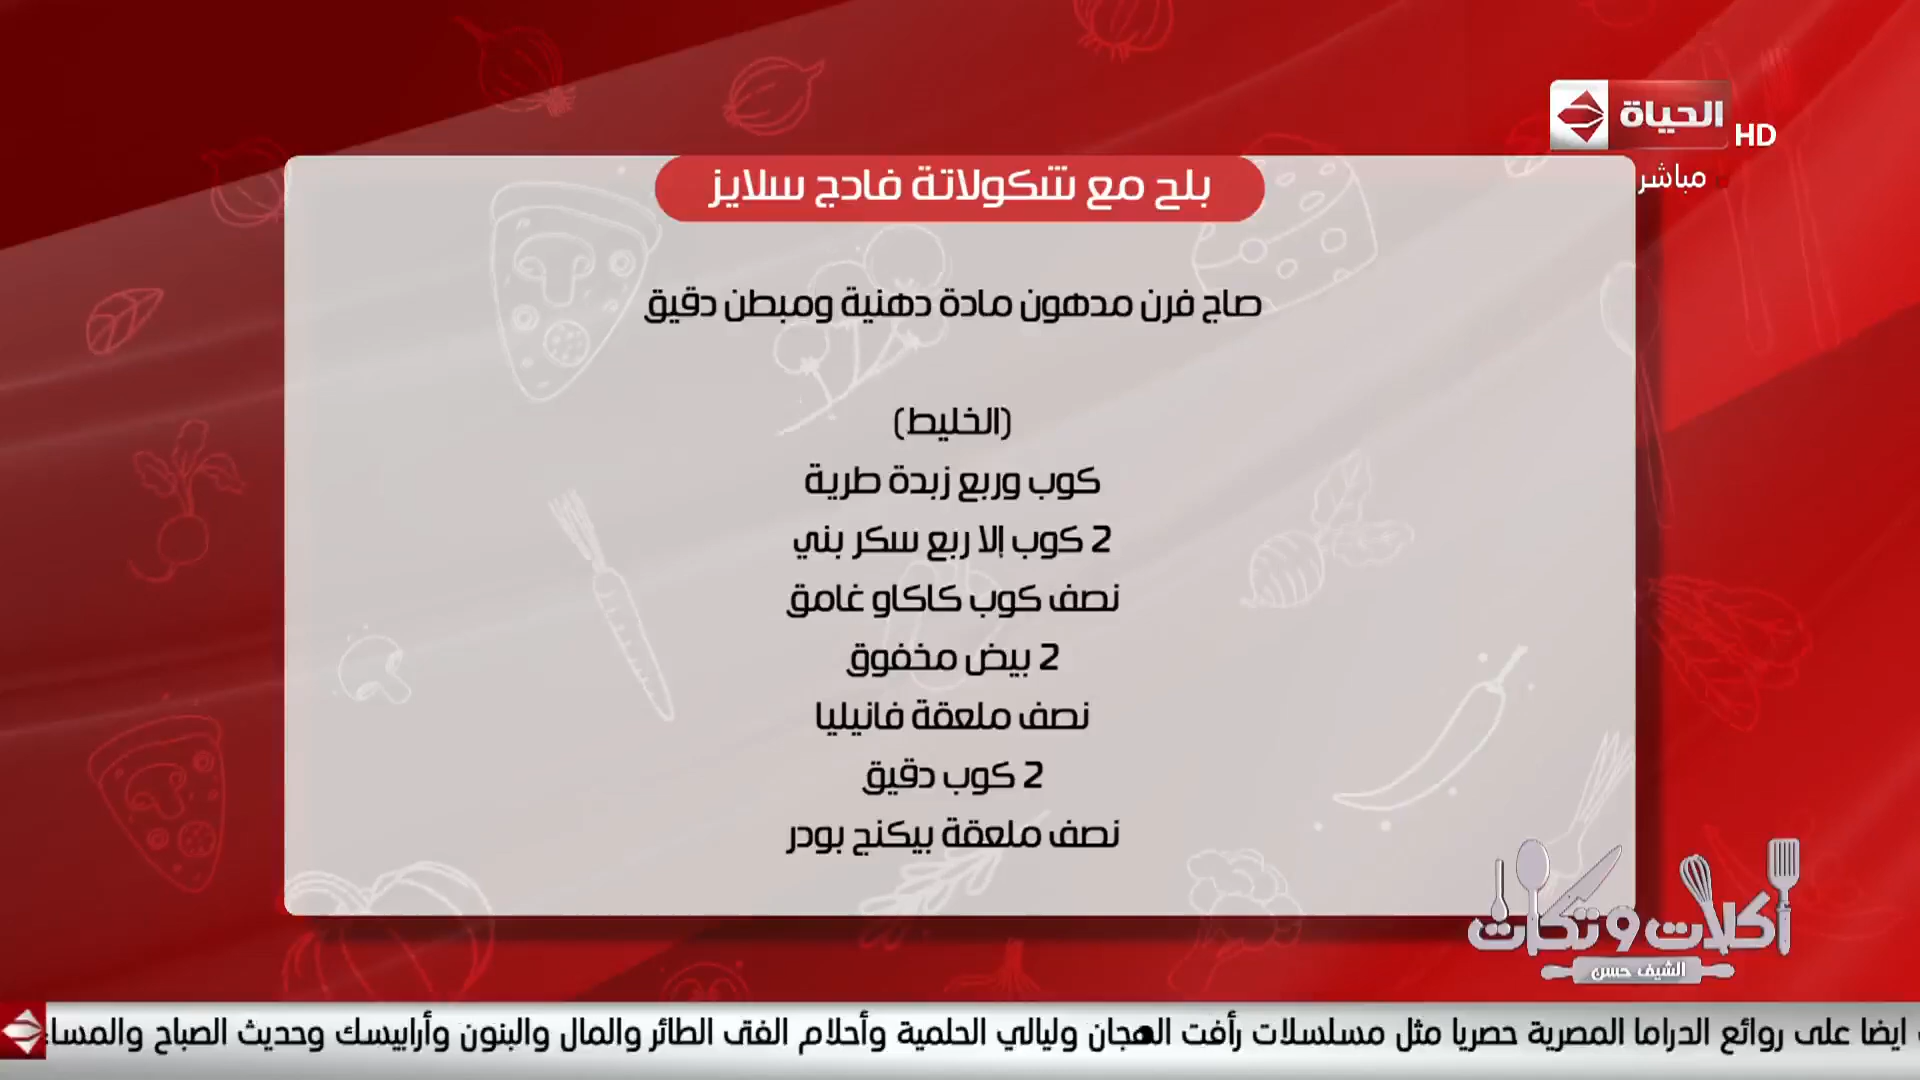 الحياة HD
مباشر
بلح مع شكولاتة فادج سلايز
صاج فرن مدهون مادة دهنية ومبطن دقيق
(الخليط)
كوب وربع زبدة طرية
2 كوب إلا ربع سكر بني
نصف كوب كاكاو غامق
2 بيض مخفوق
نصف ملعقة فانيليا
2 كوب دقيق
نصف ملعقة بيكنج بودر
أكلات وتكات
الشيف حسن
ايضا على روائع الدراما المصرية حصريا مثل مسلسلات رأفت الهجان وليالي الحلمية وأحلام الفتى الطائر والمال والبنون وأرابيسك وحديث الصباح والمساء